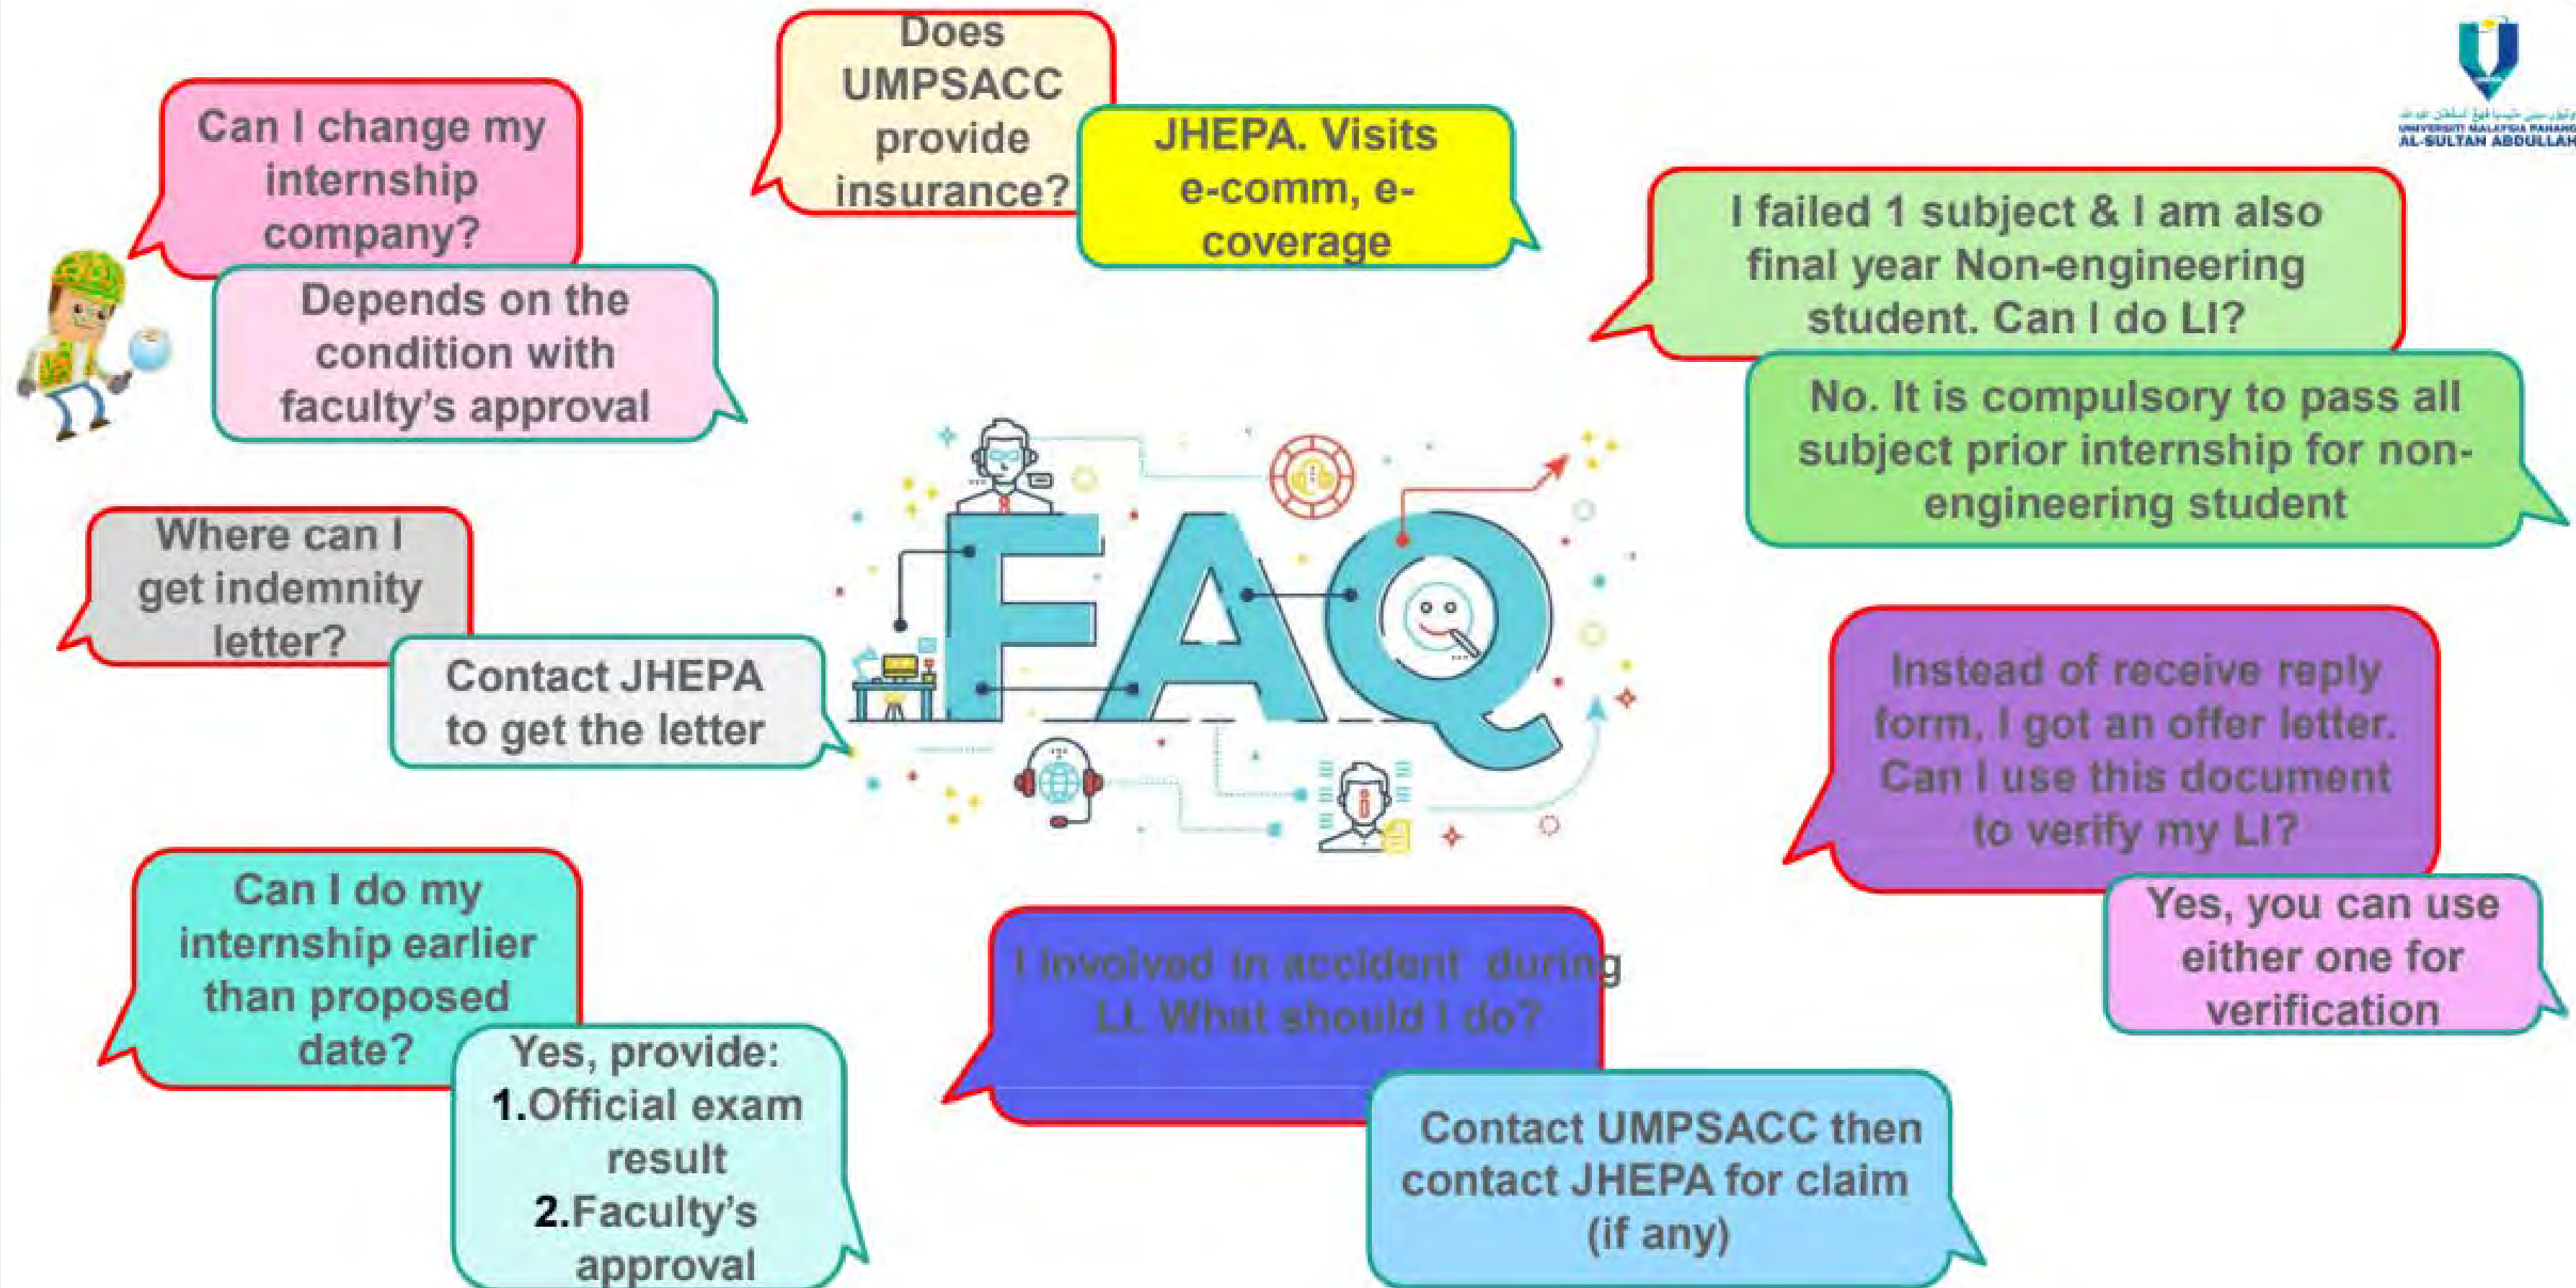 Does
UMPSACC
provide
insurance?
JHEPA. Visits
e-comm, e-
coverage
UNIVERSITI MALAYSIA PAHANG
AL-SULTAN ABDULLAH
Can I change my
internship
company?
Depends on the
condition with
faculty’s approval
I failed 1 subject & I am also
final year Non-engineering
student. Can I do LI?
No. It is compulsory to pass all
subject prior internship for non-
engineering student
Where can I
get indemnity
letter?
Contact JHEPA
to get the letter
FAQ
Instead of receive reply
form, I got an offer letter.
Can I use this document
to verify my LI?
Yes, you can use
either one for
verification
Can I do my
internship earlier
than proposed
date?
Yes, provide:
1.Official exam
result
2.Faculty’s
approval
I involved in accident during
LI. What should I do?
Contact UMPSACC then
contact JHEPA for claim
(if any)